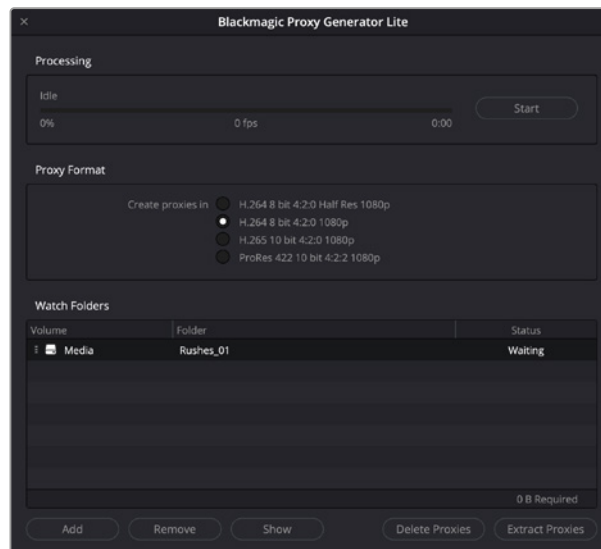 Blackmagic Proxy Generator Lite
Processing
Idle
Start
0% 0 fps 0:00
Proxy Format
Create proxies in H.264 8 bit 4:2:0 Half Res 1080p
H.264 8 bit 4:2:0 1080p
H.265 10 bit 4:2:0 1080p
ProRes 422 10 bit 4:2:2 1080p
Watch Folders
Volume Folder Status
Media Rushes_01 Waiting
0 B Required
Add Remove Show Delete Proxies Extract Proxies